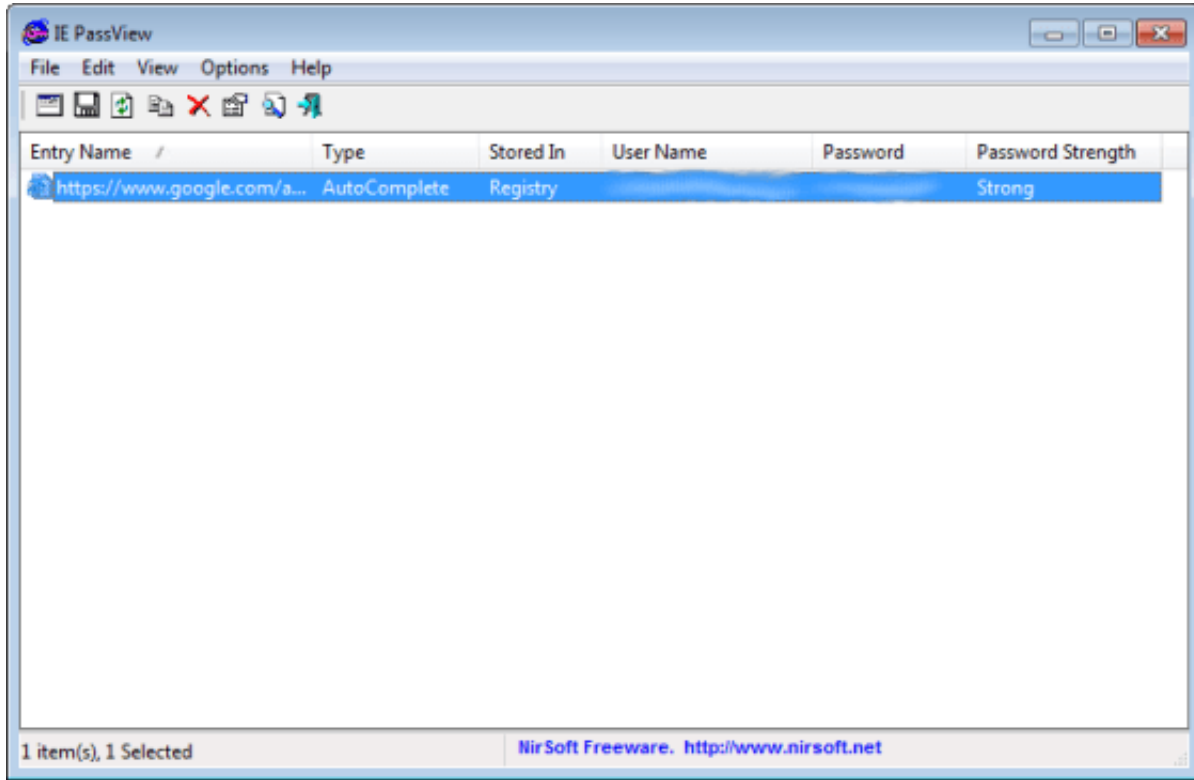 IE PassView
File Edit View Options Help
Entry Name / Type Stored In User Name Password Password Strength
https://www.google.com/a... AutoComplete Registry Strong
1 item(s), 1 Selected NirSoft Freeware. http://www.nirsoft.net